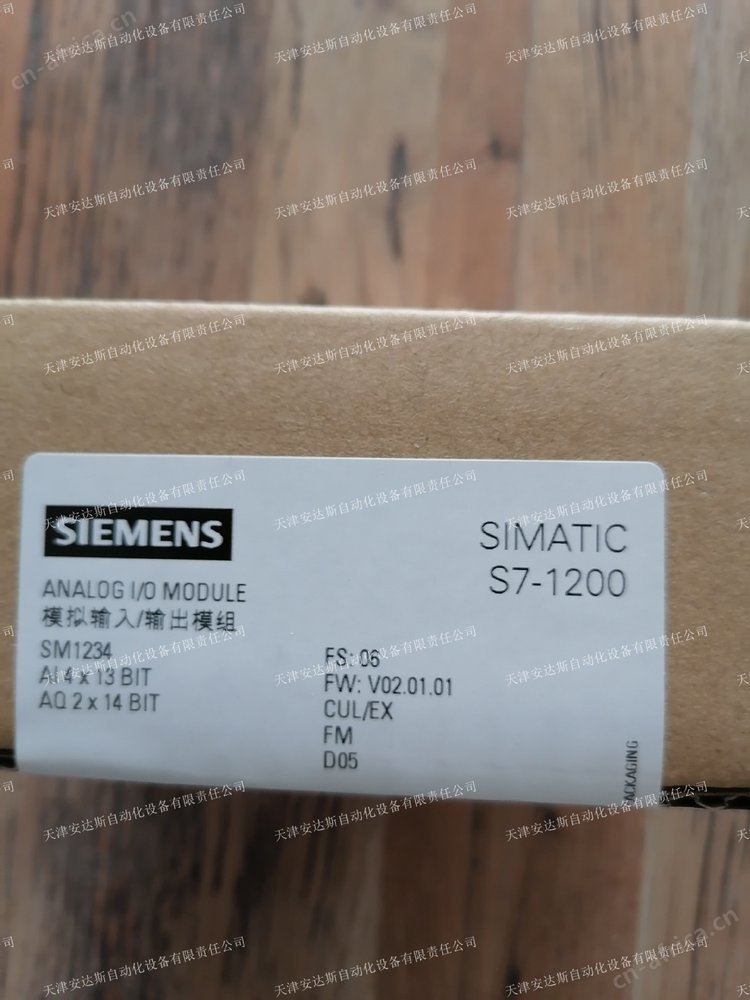 SIEMENS
SIMATIC
S7-1200
ANALOG I/O MODULE
模拟输入/输出模组
SM1234
AI 4 x 13 BIT
AQ 2 x 14 BIT
FS: 06
FW: V02.01.01
CUL/EX
FM
D05
PACKAGING
天津安达斯自动化设备有限责任公司